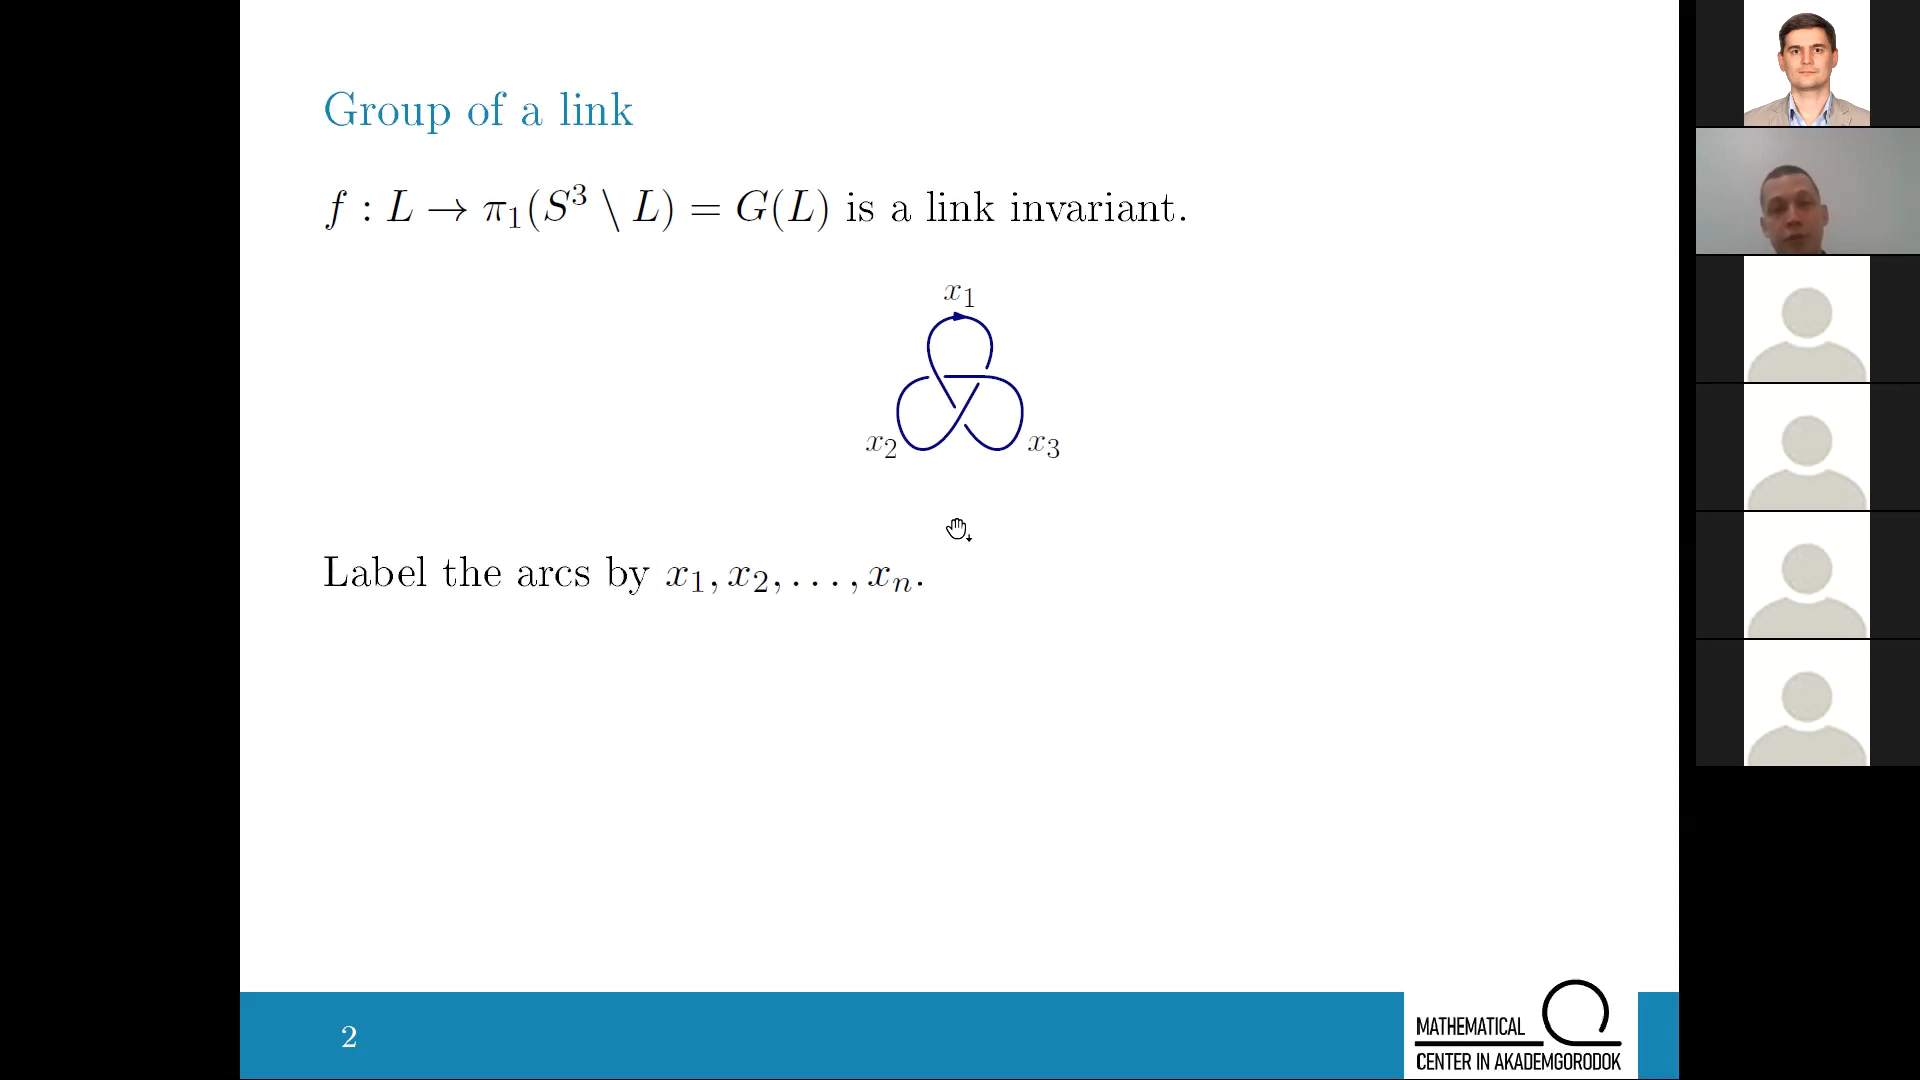 Group of a link
f : L → π₁(S³ \ L) = G(L) is a link invariant.
x₁
x₂
x₃
Label the arcs by x₁, x₂, . . . , xₙ.
2
MATHEMATICAL
CENTER IN AKADEMGORODOK